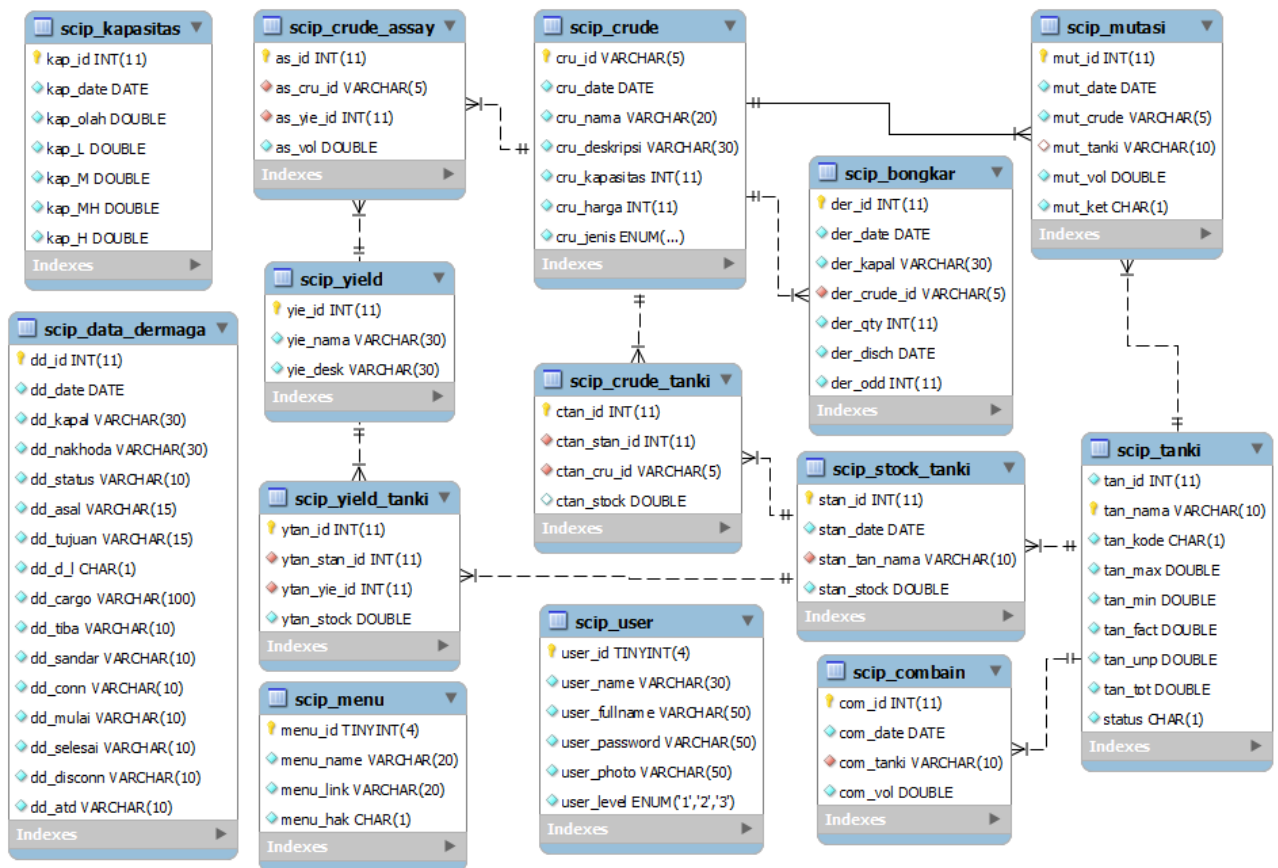 scip_kapasitas
kap_id INT(11)
kap_date DATE
kap_olah DOUBLE
kap_L DOUBLE
kap_M DOUBLE
kap_MH DOUBLE
kap_H DOUBLE
Indexes
scip_crude_assay
as_id INT(11)
as_cru_id VARCHAR(5)
as_yie_id INT(11)
as_vol DOUBLE
Indexes
scip_crude
cru_id VARCHAR(5)
cru_date DATE
cru_nama VARCHAR(20)
cru_deskripsi VARCHAR(30)
cru_kapasitas INT(11)
cru_harga INT(11)
cru_jenis ENUM(...)
Indexes
scip_mutasi
mut_id INT(11)
mut_date DATE
mut_crude VARCHAR(5)
mut_tanki VARCHAR(10)
mut_vol DOUBLE
mut_ket CHAR(1)
Indexes
scip_bongkar
der_id INT(11)
der_date DATE
der_kapal VARCHAR(30)
der_crude_id VARCHAR(5)
der_qty INT(11)
der_disch DATE
der_odd INT(11)
Indexes
scip_yield
yie_id INT(11)
yie_nama VARCHAR(30)
yie_desk VARCHAR(30)
Indexes
scip_data_dermaga
dd_id INT(11)
dd_date DATE
dd_kapal VARCHAR(30)
dd_nakhoda VARCHAR(30)
dd_status VARCHAR(10)
dd_asal VARCHAR(15)
dd_tujuan VARCHAR(15)
dd_d_l CHAR(1)
dd_cargo VARCHAR(100)
dd_tiba VARCHAR(10)
dd_sandar VARCHAR(10)
dd_conn VARCHAR(10)
dd_mulai VARCHAR(10)
dd_selesai VARCHAR(10)
dd_disconn VARCHAR(10)
dd_atd VARCHAR(10)
Indexes
scip_crude_tanki
ctan_id INT(11)
ctan_stan_id INT(11)
ctan_cru_id VARCHAR(5)
ctan_stock DOUBLE
Indexes
scip_tanki
tan_id INT(11)
tan_nama VARCHAR(10)
tan_kode CHAR(1)
tan_max DOUBLE
tan_min DOUBLE
tan_fact DOUBLE
tan_unp DOUBLE
tan_tot DOUBLE
status CHAR(1)
Indexes
scip_stock_tanki
stan_id INT(11)
stan_date DATE
stan_tan_nama VARCHAR(10)
stan_stock DOUBLE
Indexes
scip_yield_tanki
ytan_id INT(11)
ytan_stan_id INT(11)
ytan_yie_id INT(11)
ytan_stock DOUBLE
Indexes
scip_user
user_id TINYINT(4)
user_name VARCHAR(30)
user_fullname VARCHAR(50)
user_password VARCHAR(50)
user_photo VARCHAR(50)
user_level ENUM('1','2','3')
Indexes
scip_combain
com_id INT(11)
com_date DATE
com_tanki VARCHAR(10)
com_vol DOUBLE
Indexes
scip_menu
menu_id TINYINT(4)
menu_name VARCHAR(20)
menu_link VARCHAR(20)
menu_hak CHAR(1)
Indexes